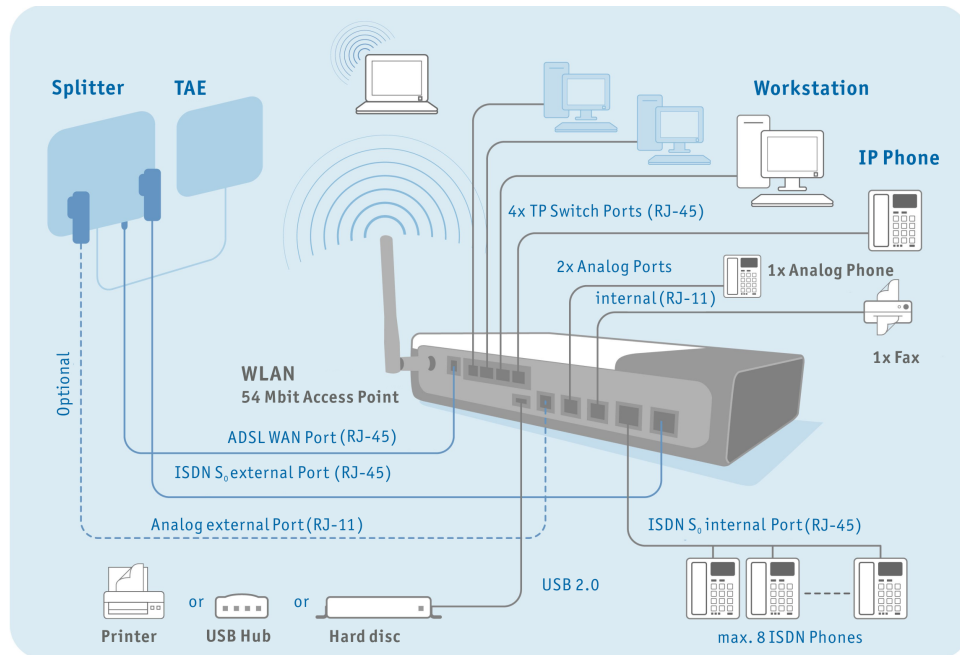 Splitter
TAE
Workstation
IP Phone
4x TP Switch Ports (RJ-45)
2x Analog Ports
internal (RJ-11)
1x Analog Phone
1x Fax
Optional
WLAN
54 Mbit Access Point
ADSL WAN Port (RJ-45)
ISDN S₀ external Port (RJ-45)
Analog external Port (RJ-11)
ISDN S₀ internal Port (RJ-45)
USB 2.0
or
or
Printer
USB Hub
Hard disc
max. 8 ISDN Phones